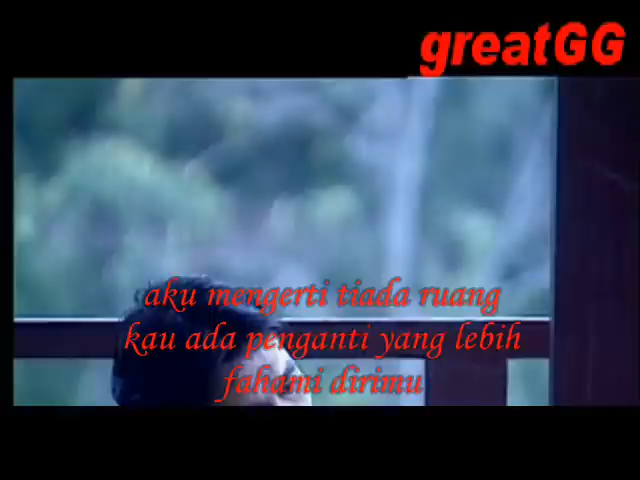 greatGG
aku mengerti tiada ruang
kau ada penganti yang lebih
fahami dirimu